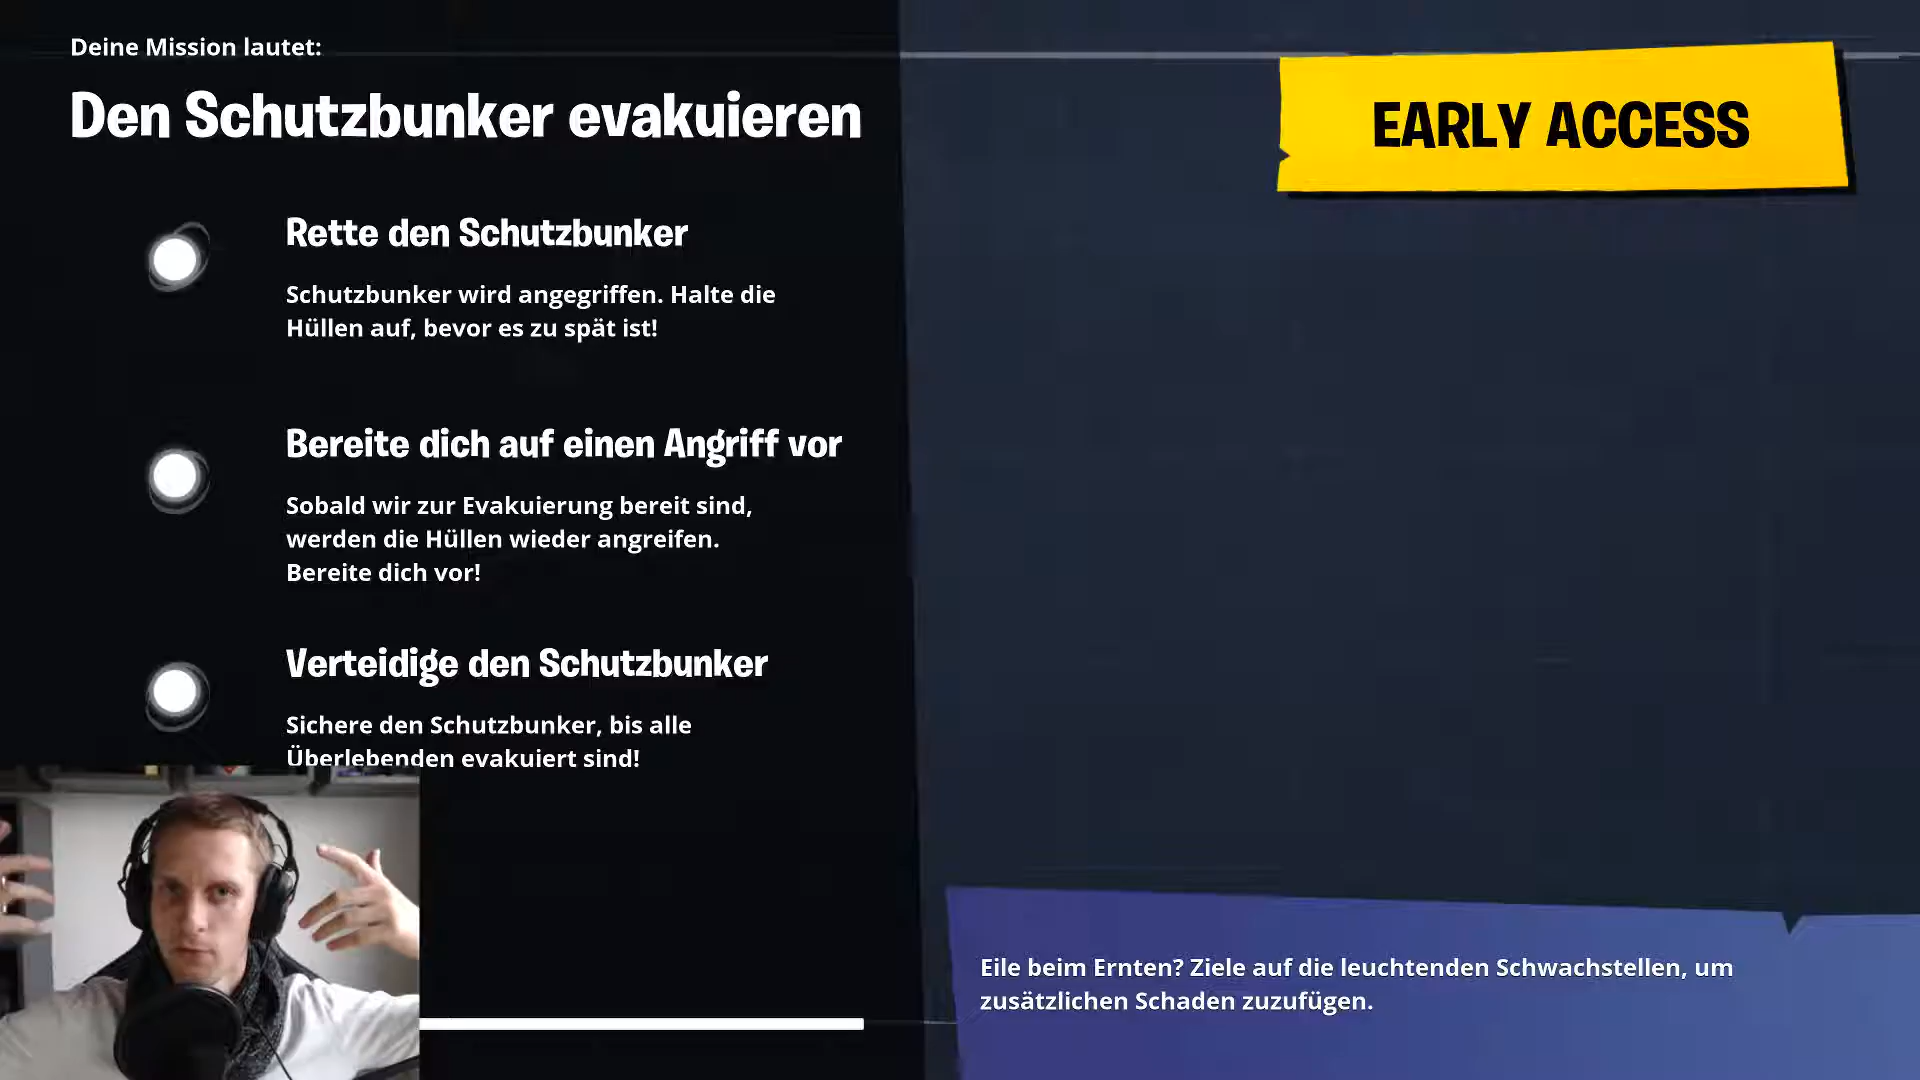 Deine Mission lautet:
Den Schutzbunker evakuieren
EARLY ACCESS
Rette den Schutzbunker
Schutzbunker wird angegriffen. Halte die
Hüllen auf, bevor es zu spät ist!
Bereite dich auf einen Angriff vor
Sobald wir zur Evakuierung bereit sind,
werden die Hüllen wieder angreifen.
Bereite dich vor!
Verteidige den Schutzbunker
Sichere den Schutzbunker, bis alle
Überlebenden evakuiert sind!
Eile beim Ernten? Ziele auf die leuchtenden Schwachstellen, um
zusätzlichen Schaden zuzufügen.